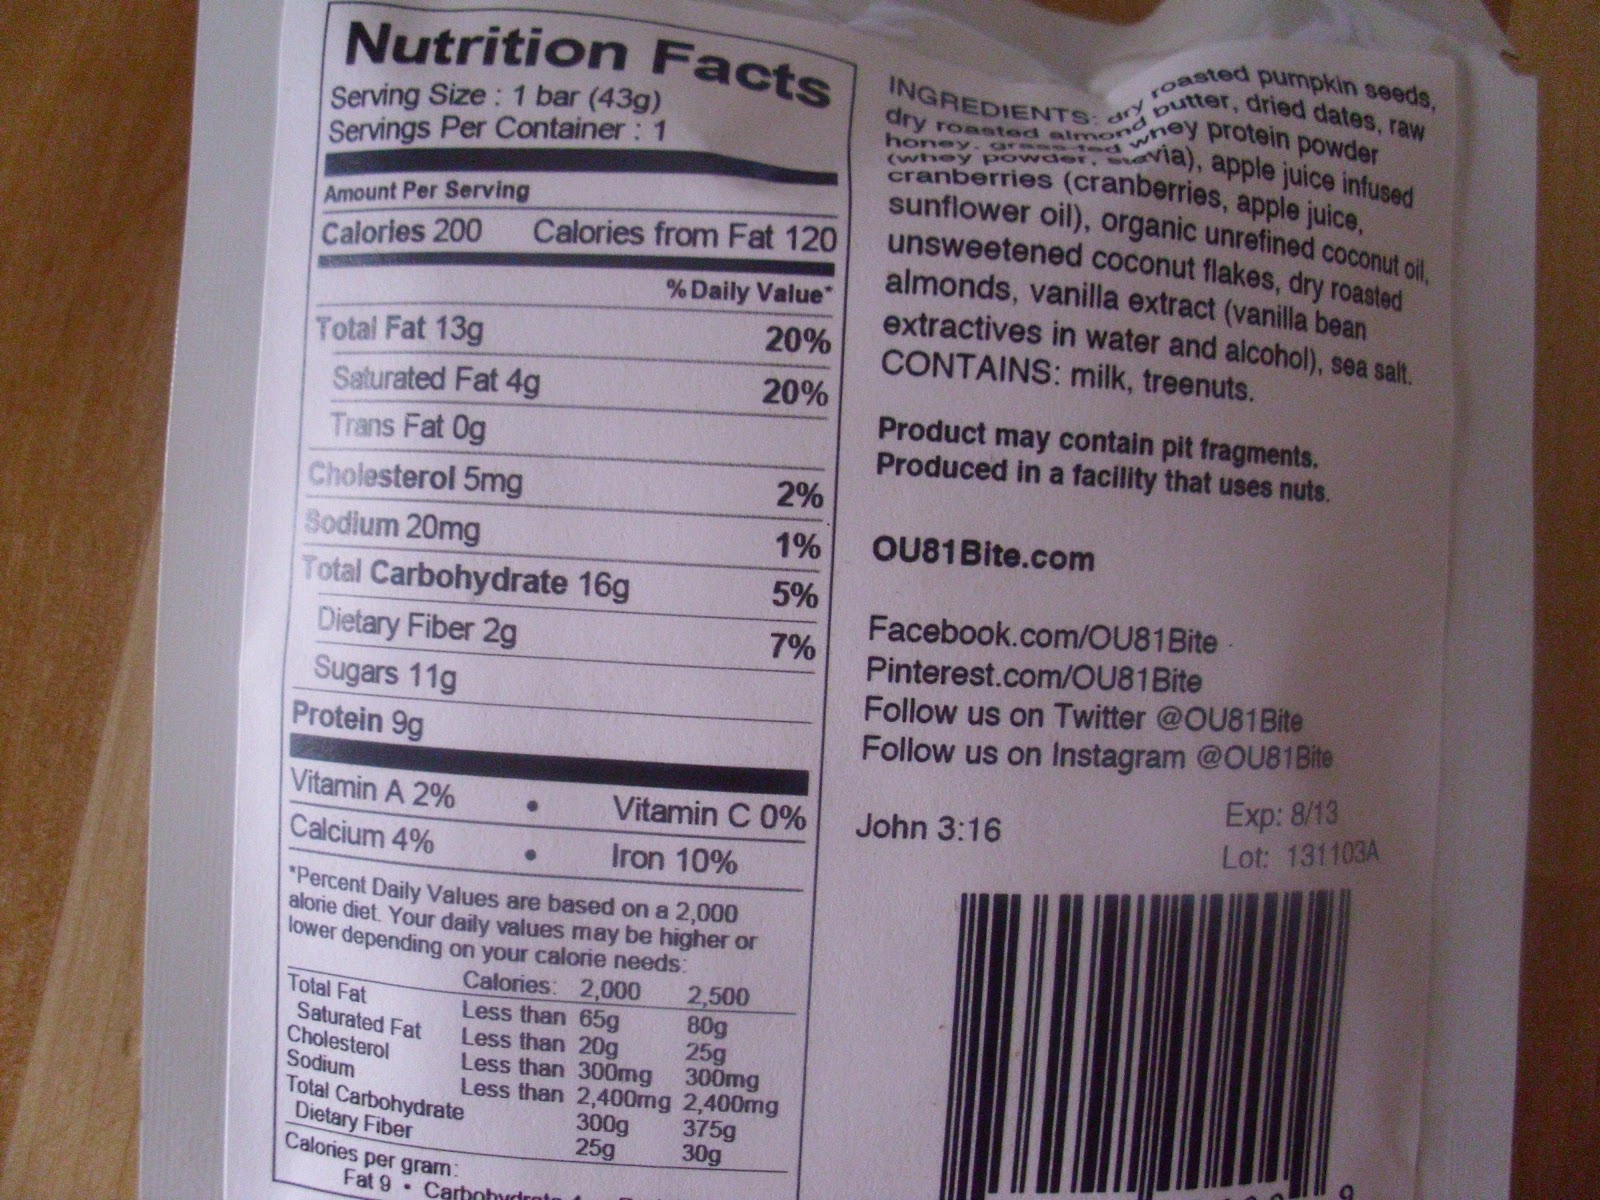 Nutrition Facts
Serving Size : 1 bar (43g)
Servings Per Container : 1
Amount Per Serving
Calories 200 Calories from Fat 120
% Daily Value*
Total Fat 13g 20%
Saturated Fat 4g 20%
Trans Fat 0g
Cholesterol 5mg 2%
Sodium 20mg 1%
Total Carbohydrate 16g 5%
Dietary Fiber 2g 7%
Sugars 11g
Protein 9g
Vitamin A 2% • Vitamin C 0%
Calcium 4% • Iron 10%
*Percent Daily Values are based on a 2,000
alorie diet. Your daily values may be higher or
lower depending on your calorie needs:
Calories: 2,000 2,500
Total Fat Less than 65g 80g
Saturated Fat Less than 20g 25g
Cholesterol Less than 300mg 300mg
Sodium Less than 2,400mg 2,400mg
Total Carbohydrate 300g 375g
Dietary Fiber 25g 30g
Calories per gram:
Fat 9 •
INGREDIENTS: dry roasted pumpkin seeds,
dry roasted almond butter, dried dates, raw
honey, grass-fed whey protein powder
(whey powder, stevia), apple juice infused
cranberries (cranberries, apple juice,
sunflower oil), organic unrefined coconut oil,
unsweetened coconut flakes, dry roasted
almonds, vanilla extract (vanilla bean
extractives in water and alcohol), sea salt.
CONTAINS: milk, treenuts.
Product may contain pit fragments.
Produced in a facility that uses nuts.
OU81Bite.com
Facebook.com/OU81Bite
Pinterest.com/OU81Bite
Follow us on Twitter @OU81Bite
Follow us on Instagram @OU81Bite
John 3:16 Exp: 8/13
Lot: 131103A